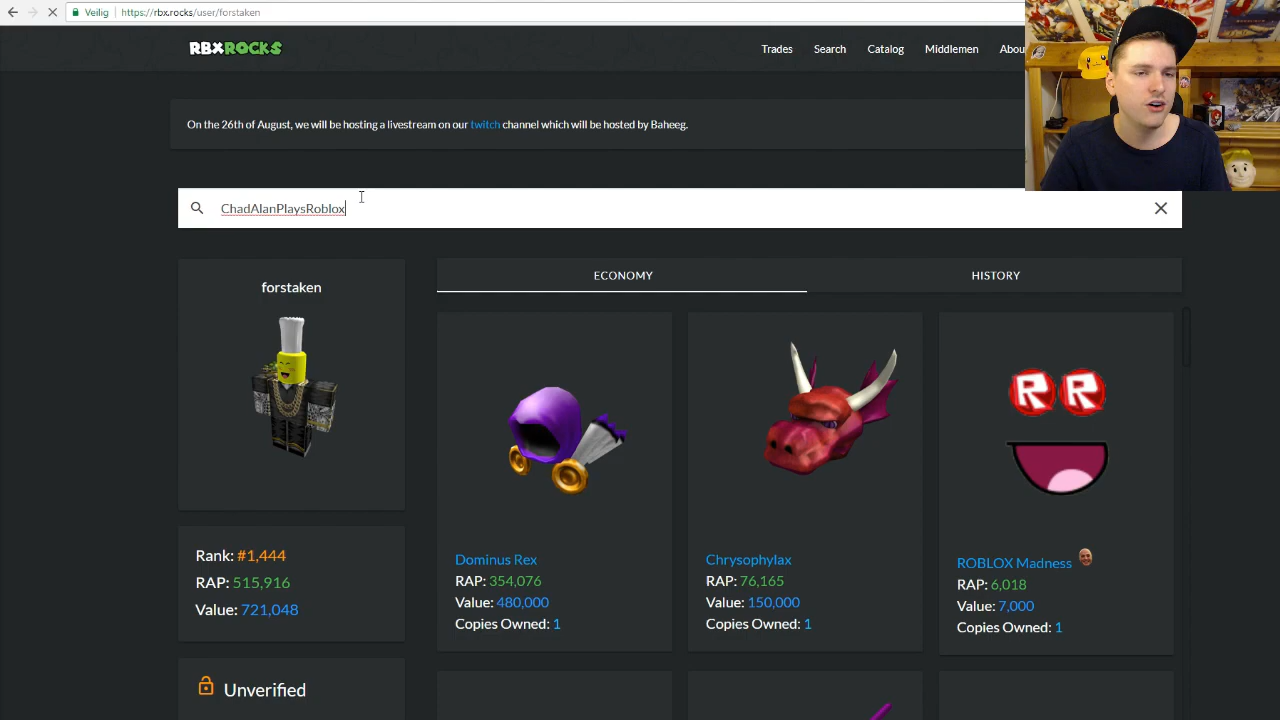 Veilig
https://rbx.rocks/user/forstaken
RBXROCKS
Trades
Search
Catalog
Middlemen
On the 26th of August, we will be hosting a livestream on our twitch channel which will be hosted by Baheeg.
ChadAlanPlaysRoblox
forstaken
ECONOMY
HISTORY
R R
Rank: #1,444
RAP: 515,916
Value: 721,048
Dominus Rex
RAP: 354,076
Value: 480,000
Copies Owned: 1
Chrysophylax
RAP: 76,165
Value: 150,000
Copies Owned: 1
ROBLOX Madness
RAP: 6,018
Value: 7,000
Copies Owned: 1
Unverified